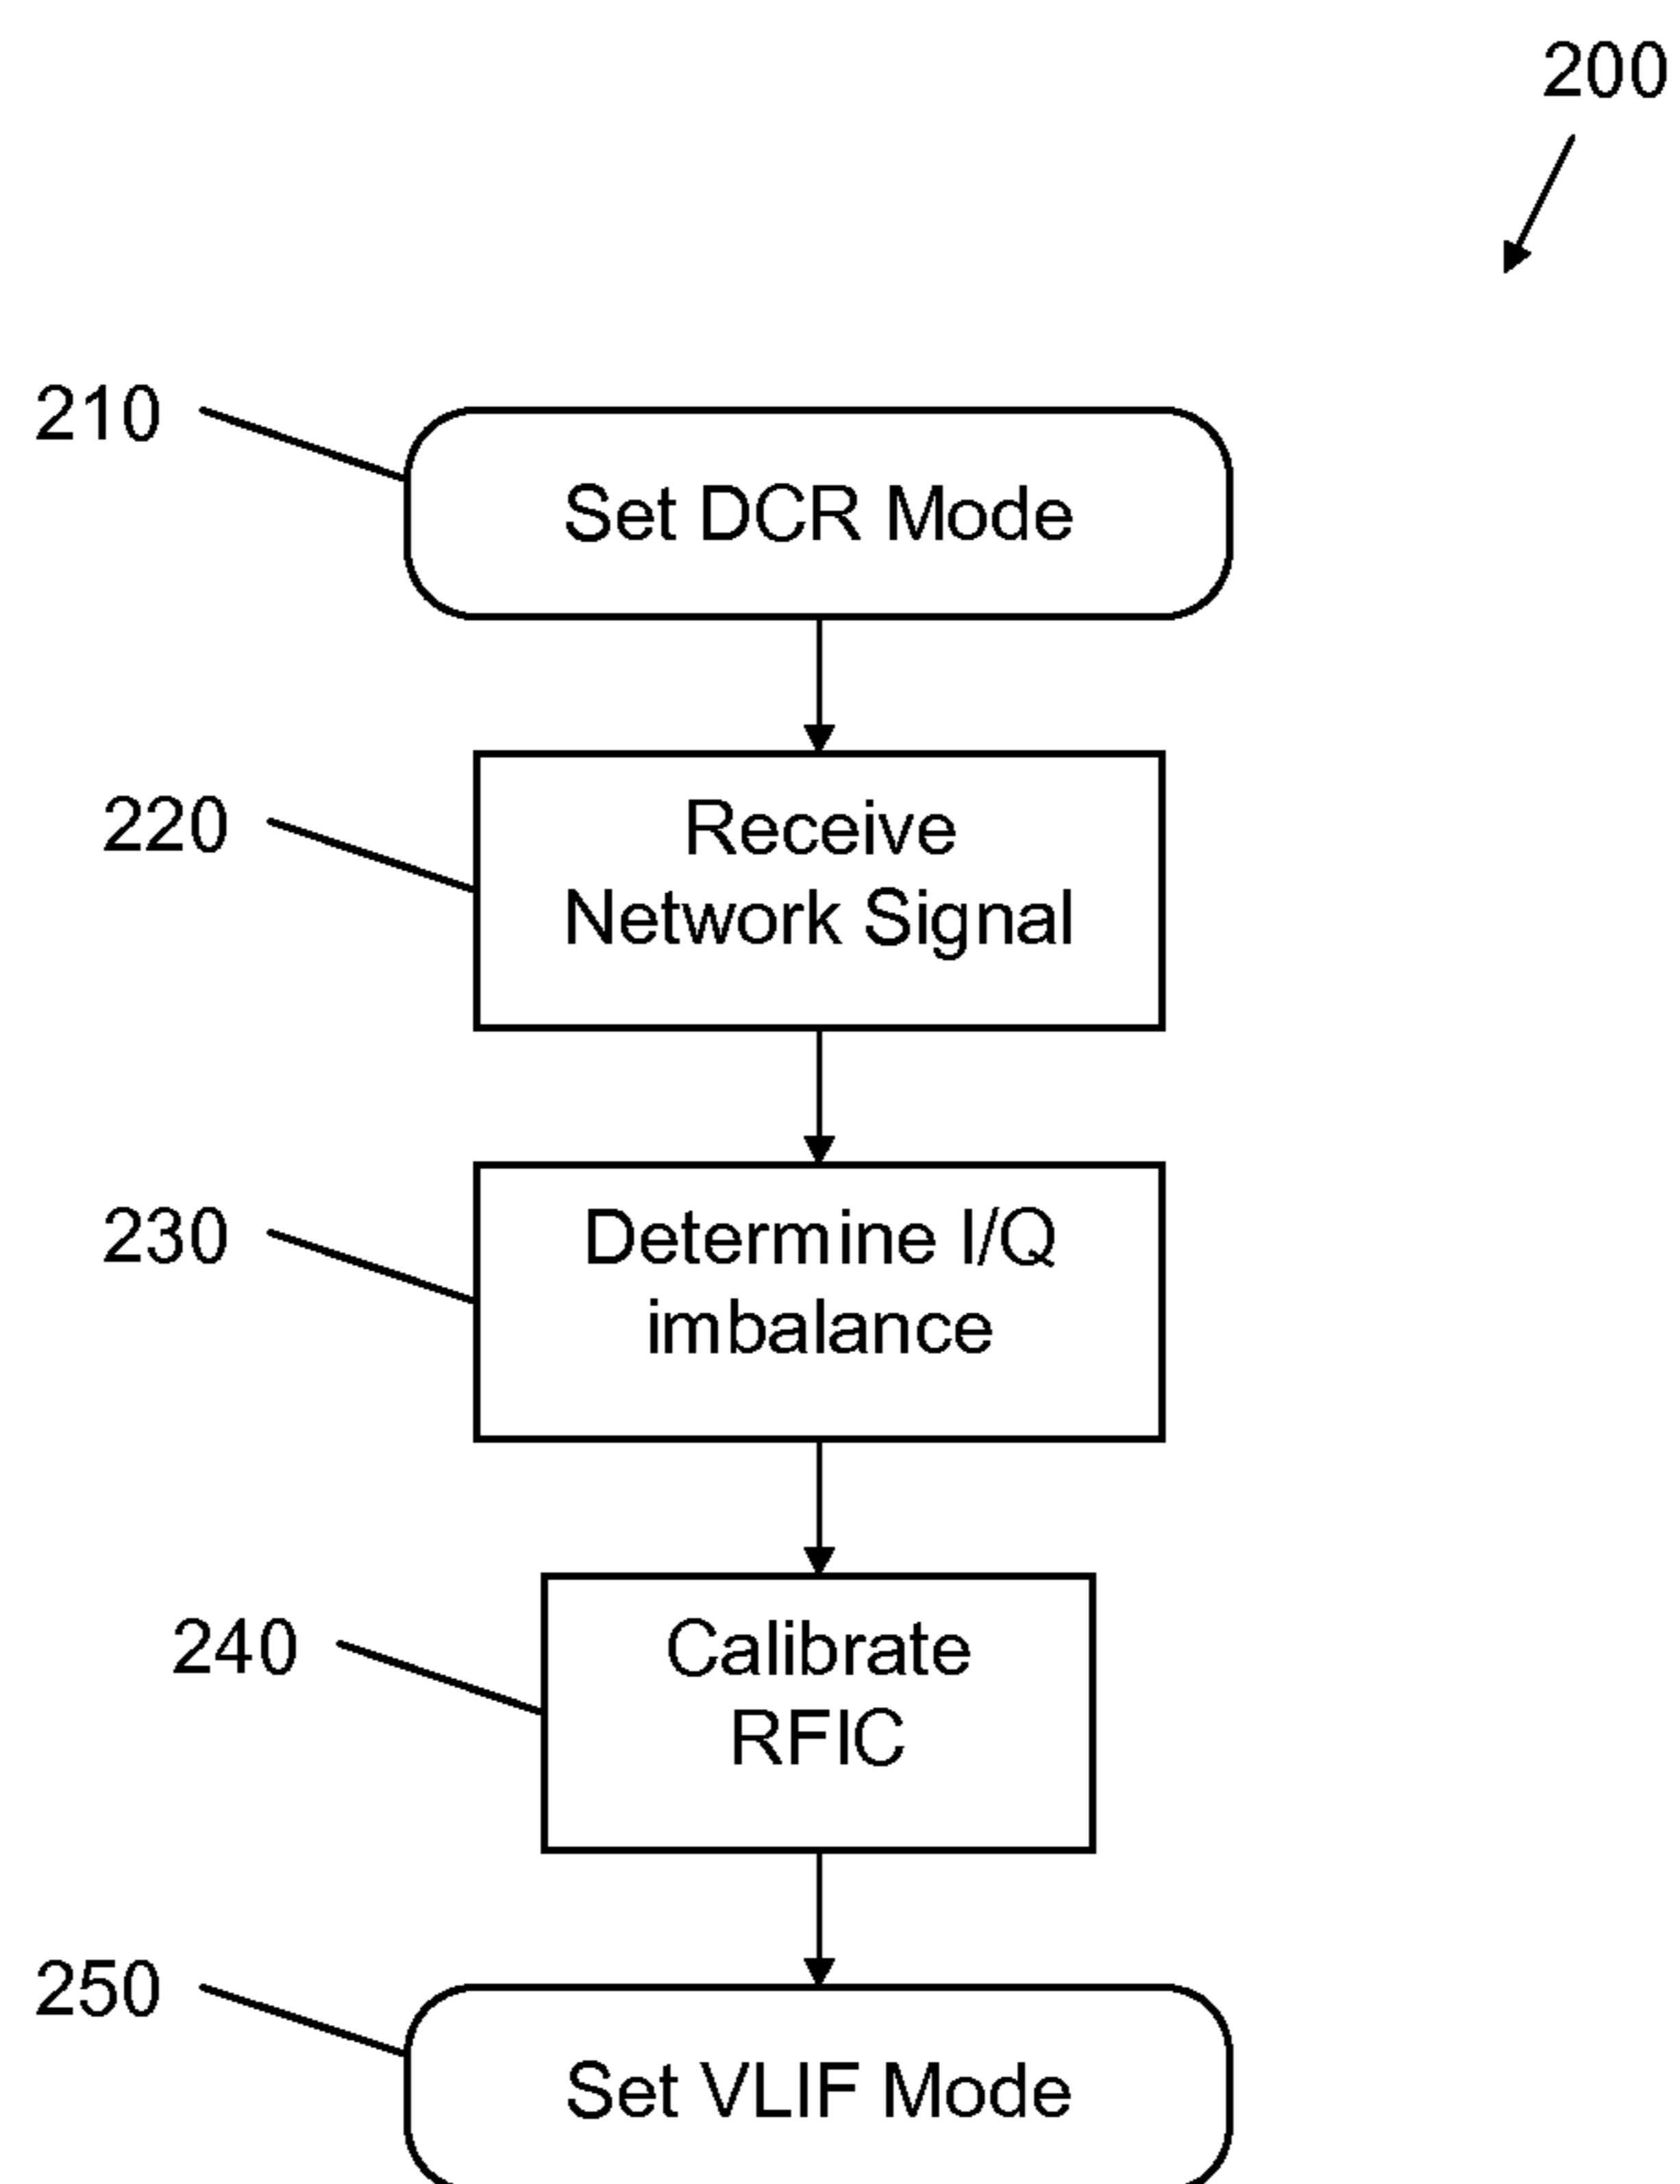 200
210
Set DCR Mode
220
Receive
Network Signal
230
Determine I/Q
imbalance
240
Calibrate
RFIC
250
Set VLIF Mode